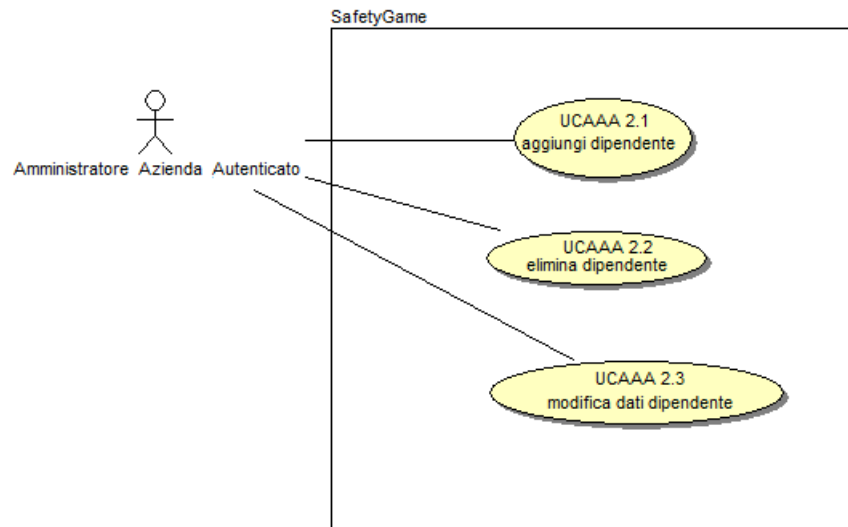 SafetyGame
UCAAA 2.1
aggiungi dipendente
Amministratore Azienda Autenticato
UCAAA 2.2
elimina dipendente
UCAAA 2.3
modifica dati dipendente